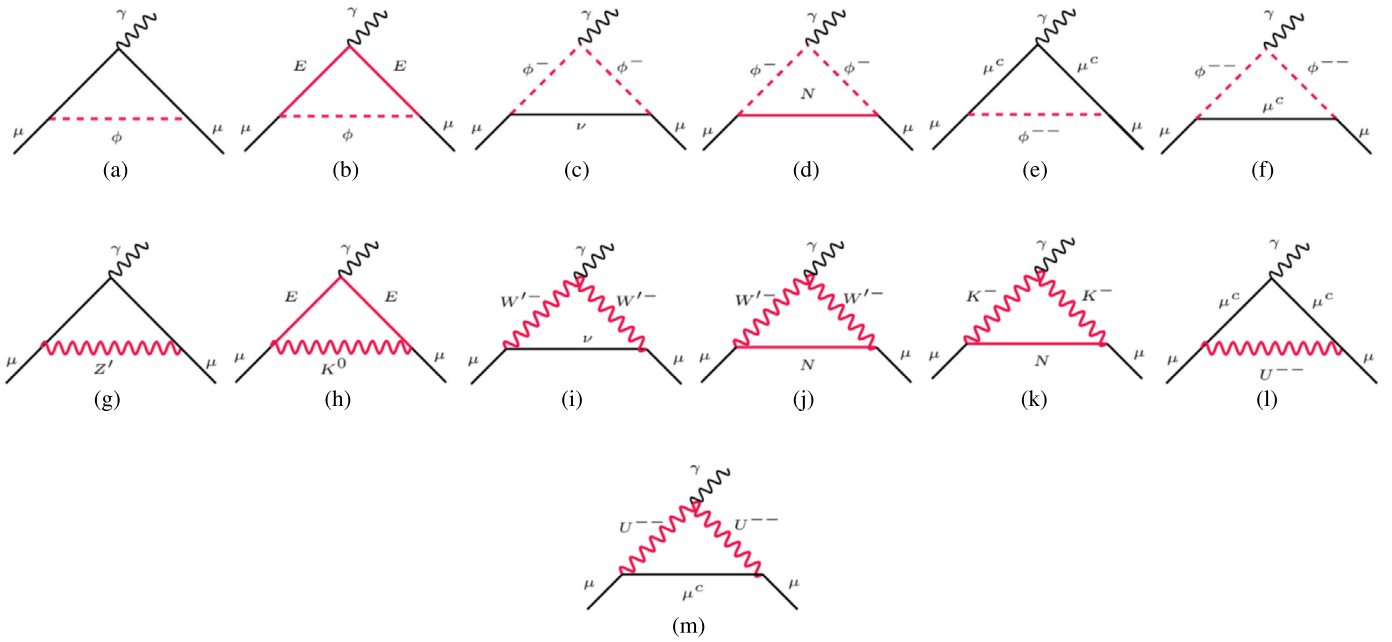 γ γ γ γ γ γ
E E ϕ⁻ ϕ⁻ ϕ⁻ ϕ⁻ μᶜ μᶜ ϕ⁻⁻ ϕ⁻⁻
N μᶜ
μ ϕ μ μ ϕ μ μ ν μ μ μ μ ϕ⁻⁻ μ μ μ
(a) (b) (c) (d) (e) (f)
γ γ γ γ γ γ
E E W′⁻ W′⁻ W′⁻ W′⁻ K⁻ K⁻ μᶜ μᶜ
ν
μ Z′ μ μ K⁰ μ μ μ μ N μ μ N μ μ U⁻⁻ μ
(g) (h) (i) (j) (k) (l)
γ
U⁻⁻ U⁻⁻
μ μᶜ μ
(m)